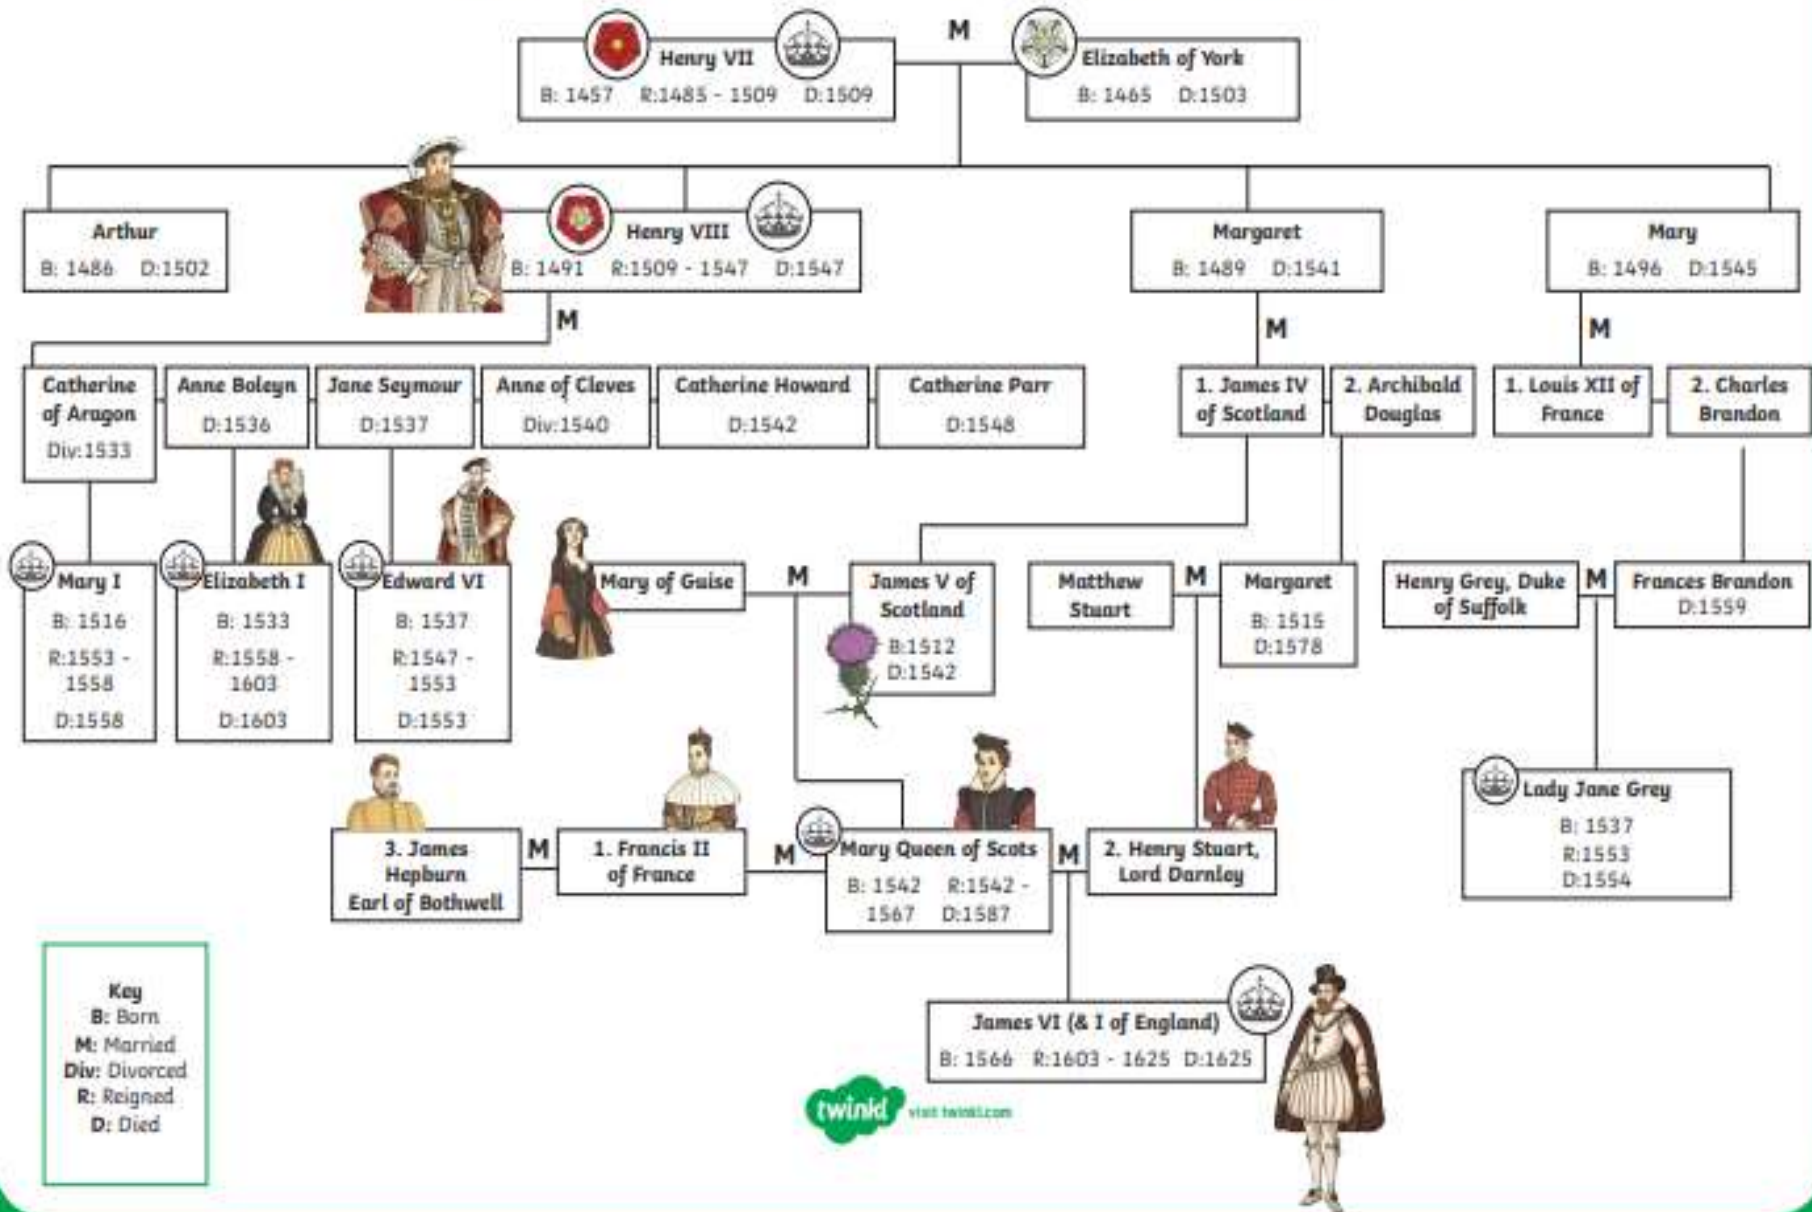 M
Henry VII
B: 1457 R:1485 - 1509 D:1509
Elizabeth of York
B: 1465 D:1503
Arthur
B: 1486 D:1502
Henry VIII
B: 1491 R:1509 - 1547 D:1547
Margaret
B: 1489 D:1541
Mary
B: 1496 D:1545
M
M
M
Catherine
of Aragon
Div:1533
Anne Boleyn
D:1536
Jane Seymour
D:1537
Anne of Cleves
Div:1540
Catherine Howard
D:1542
Catherine Parr
D:1548
1. James IV
of Scotland
2. Archibald
Douglas
1. Louis XII of
France
2. Charles
Brandon
Mary I
B: 1516
R:1553 -
1558
D:1558
Elizabeth I
B: 1533
R:1558 -
1603
D:1603
Edward VI
B: 1537
R:1547 -
1553
D:1553
Mary of Guise
M
James V of
Scotland
B:1512
D:1542
Matthew
Stuart
M
Margaret
B: 1515
D:1578
Henry Grey, Duke
of Suffolk
M
Frances Brandon
D:1559
3. James
Hepburn
Earl of Bothwell
M
1. Francis II
of France
M
Mary Queen of Scots
B: 1542 R:1542 -
1567 D:1587
M
2. Henry Stuart,
Lord Darnley
Lady Jane Grey
B: 1537
R:1553
D:1554
James VI (& I of England)
B: 1566 R:1603 - 1625 D:1625
Key
B: Born
M: Married
Div: Divorced
R: Reigned
D: Died
twinkl visit twinkl.com